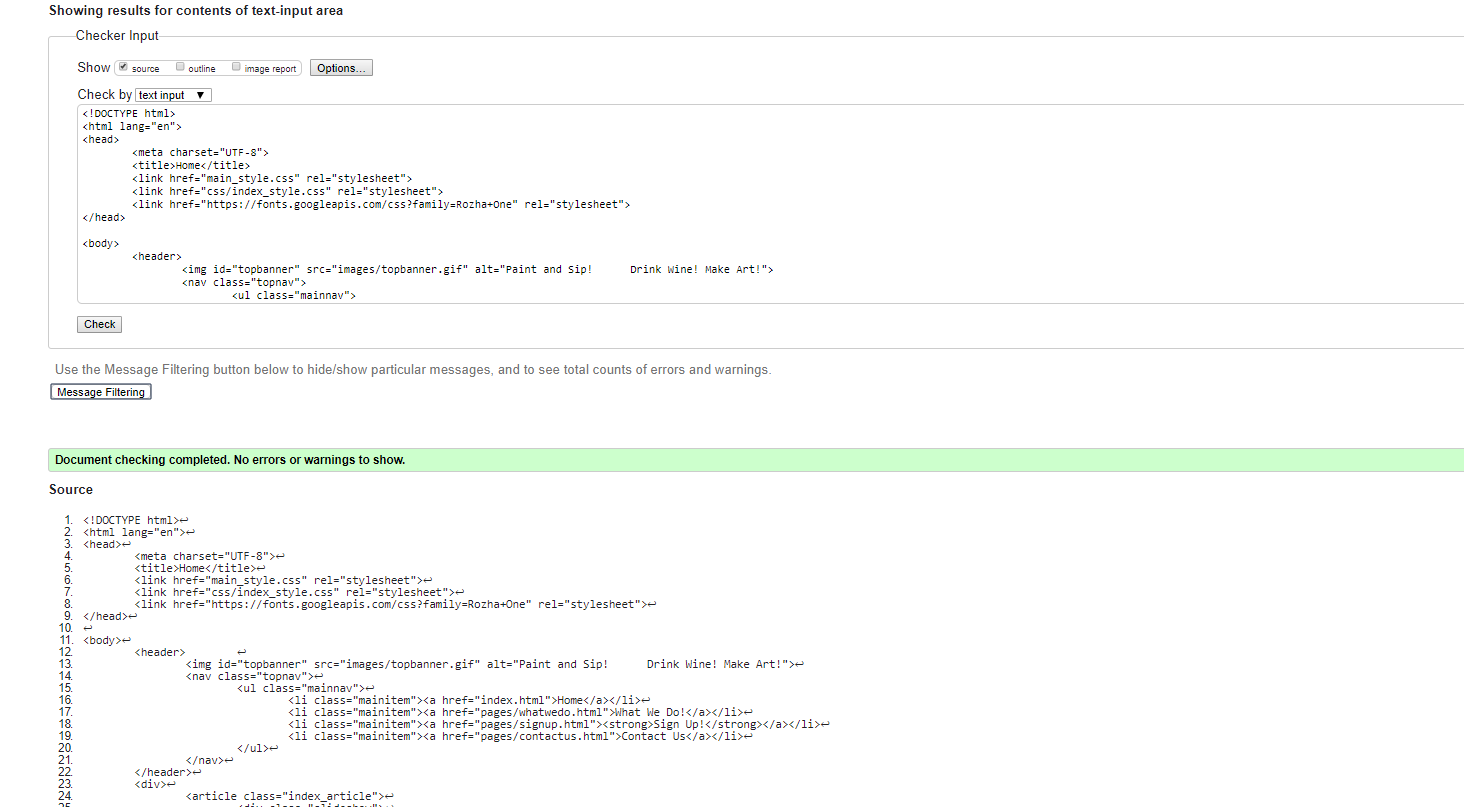 Showing results for contents of text-input area
Checker Input
Show source outline image report Options...
Check by text input ▼
<!DOCTYPE html>
<html lang="en">
<head>
<meta charset="UTF-8">
<title>Home</title>
<link href="main_style.css" rel="stylesheet">
<link href="css/index_style.css" rel="stylesheet">
<link href="https://fonts.googleapis.com/css?family=Rozha+One" rel="stylesheet">
</head>
<body>
<header>
<img id="topbanner" src="images/topbanner.gif" alt="Paint and Sip!      Drink Wine! Make Art!">
<nav class="topnav">
<ul class="mainnav">
Check
Use the Message Filtering button below to hide/show particular messages, and to see total counts of errors and warnings.
Message Filtering
Document checking completed. No errors or warnings to show.
Source
1. <!DOCTYPE html>↩
2. <html lang="en">↩
3. <head>↩
4. <meta charset="UTF-8">↩
5. <title>Home</title>↩
6. <link href="main_style.css" rel="stylesheet">↩
7. <link href="css/index_style.css" rel="stylesheet">↩
8. <link href="https://fonts.googleapis.com/css?family=Rozha+One" rel="stylesheet">↩
9. </head>↩
10. ↩
11. <body>↩
12. <header>        ↩
13. <img id="topbanner" src="images/topbanner.gif" alt="Paint and Sip!      Drink Wine! Make Art!">↩
14. <nav class="topnav">↩
15. <ul class="mainnav">↩
16. <li class="mainitem"><a href="index.html">Home</a></li>↩
17. <li class="mainitem"><a href="pages/whatwedo.html">What We Do!</a></li>↩
18. <li class="mainitem"><a href="pages/signup.html"><strong>Sign Up!</strong></a></li>↩
19. <li class="mainitem"><a href="pages/contactus.html">Contact Us</a></li>↩
20. </ul>↩
21. </nav>↩
22. </header>↩
23. <div>↩
24. <article class="index_article">↩